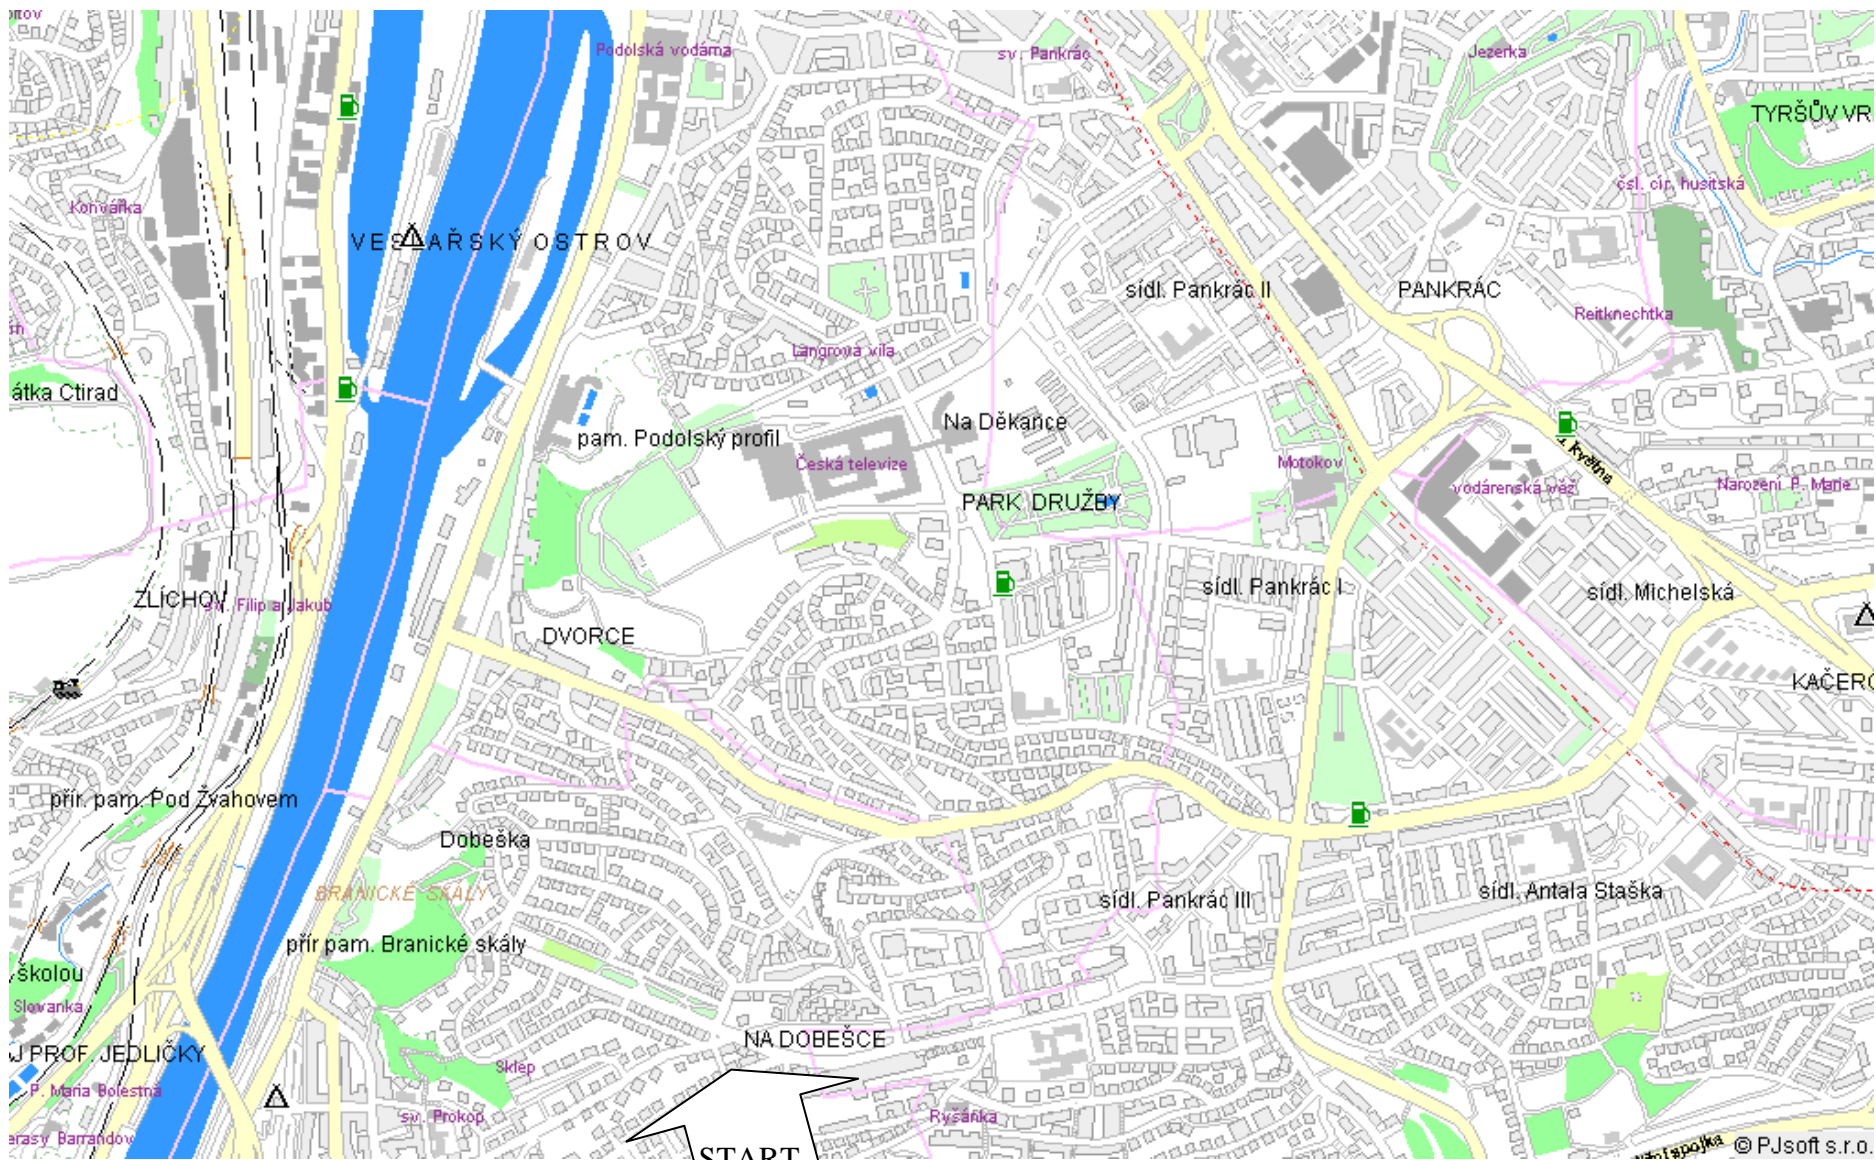 Podolská vodárna
sv. Pankrác
Jezerka
TYRŠŮV VR
čsl. cír. husitská
Konvářka
VESLAŘSKÝ OSTROV
sídl. Pankrác II
PANKRÁC
Reitknechtka
Langrova vila
átka Ctirad
Na Děkance
pam. Podolský profil
Česká televize
Motokov
května
vodárenská věž
Narození P. Marie
PARK DRUŽBY
sídl. Pankrác I
sídl. Michelská
ZLÍCHOV
sv. Filip a Jakub
DVORCE
KAČERO
přír. pam. Pod Žvahovem
Dobeška
BRANICKÉ SKÁLY
sídl. Pankrác III
sídl. Antala Staška
přír pam. Branické skály
školou
Slovanka
NA DOBEŠCE
J PROF. JEDLIČKY
Sklep
P. Maria Bolestná
sv. Prokop
Ryšánka
erasy Barrandov
START
spojka
© PJsoft s.r.o.